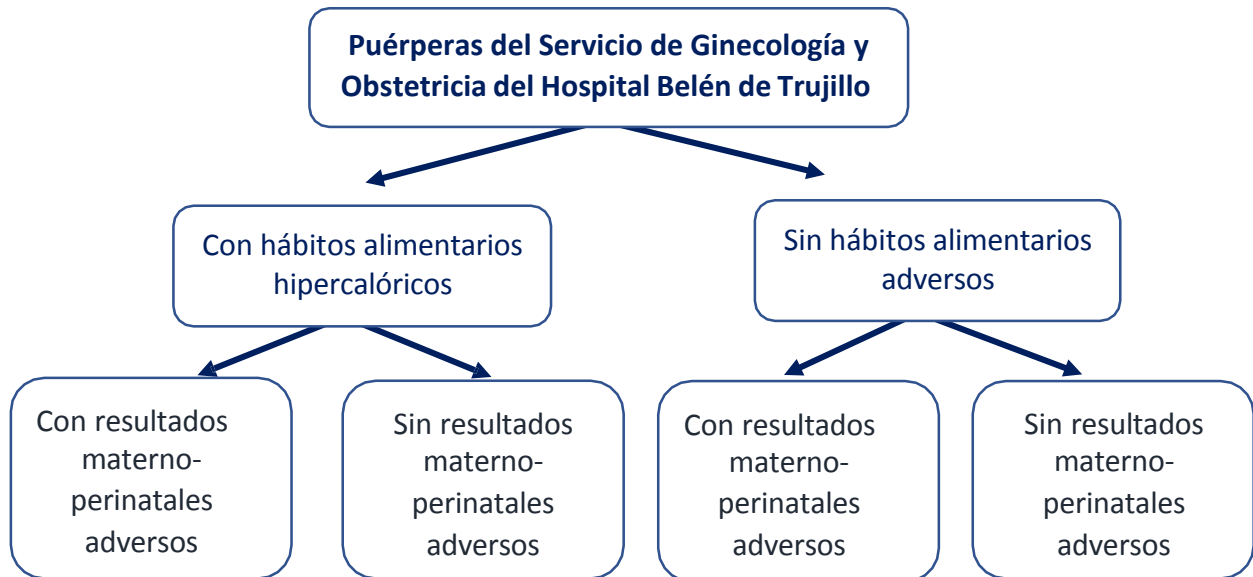 Puérperas del Servicio de Ginecología y
Obstetricia del Hospital Belén de Trujillo
Con hábitos alimentarios
hipercalóricos
Sin hábitos alimentarios
adversos
Con resultados
materno-
perinatales
adversos
Sin resultados
materno-
perinatales
adversos
Con resultados
materno-
perinatales
adversos
Sin resultados
materno-
perinatales
adversos